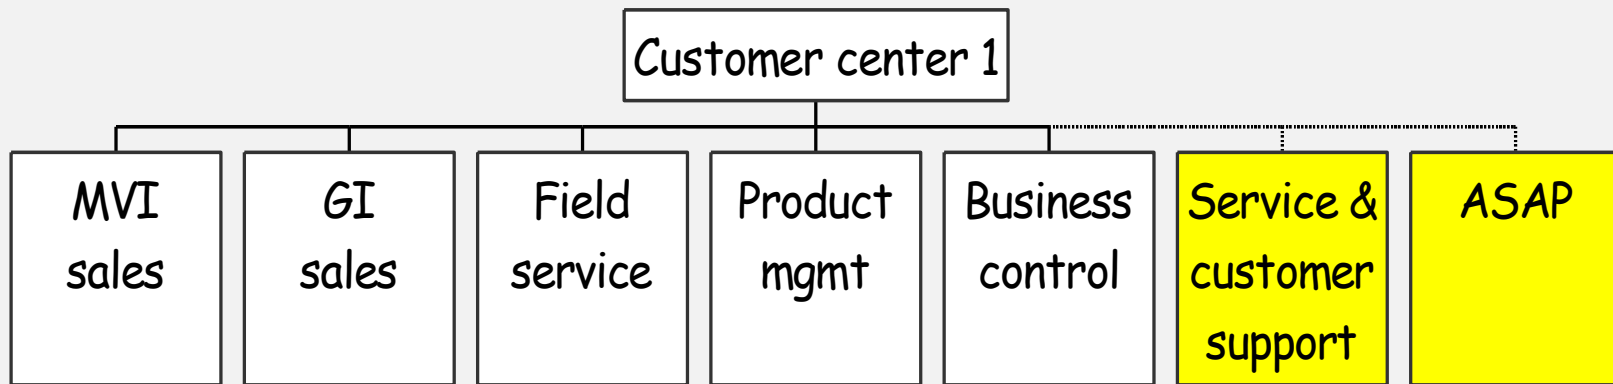 Customer center 1
MVI
sales
GI
sales
Field
service
Product
mgmt
Business
control
Service &
customer
support
ASAP